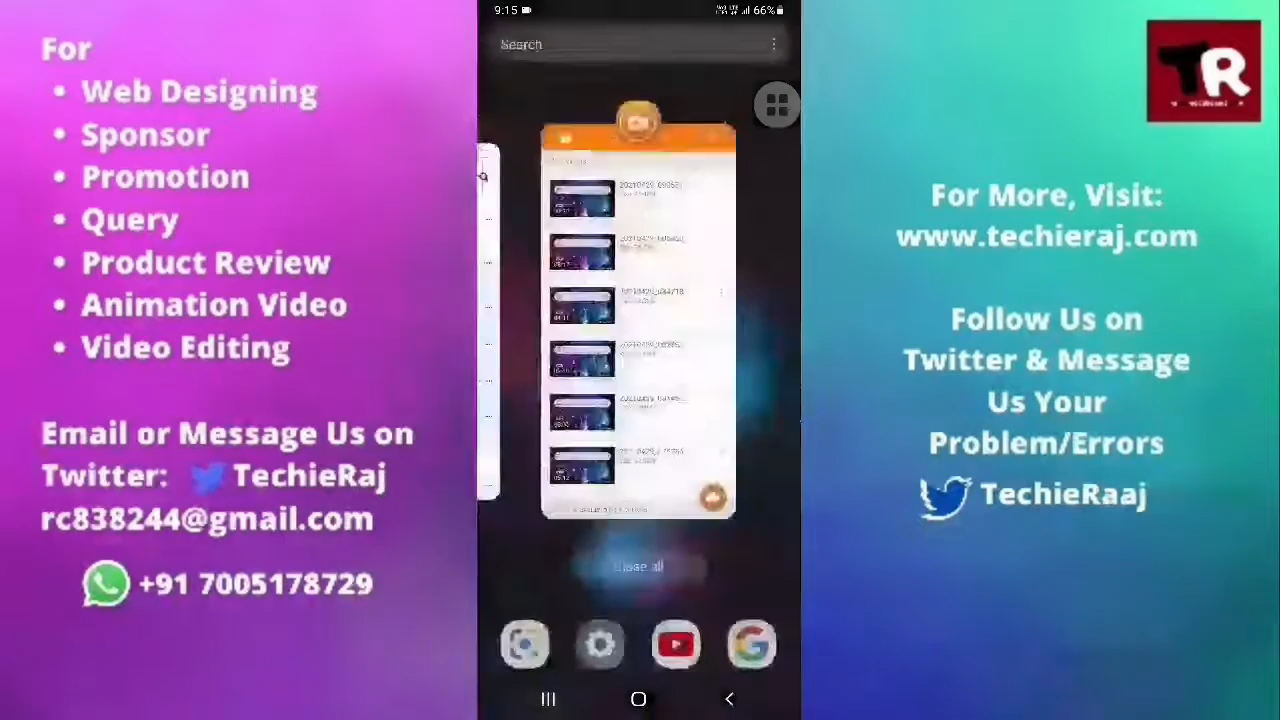 For
• Web Designing
• Sponsor
• Promotion
• Query
• Product Review
• Animation Video
• Video Editing
Email or Message Us on
Twitter: TechieRaj
rc838244@gmail.com
+91 7005178729
9:15
66%
Search
Close all
TR
For More, Visit:
www.techieraj.com
Follow Us on
Twitter & Message
Us Your
Problem/Errors
TechieRaaj